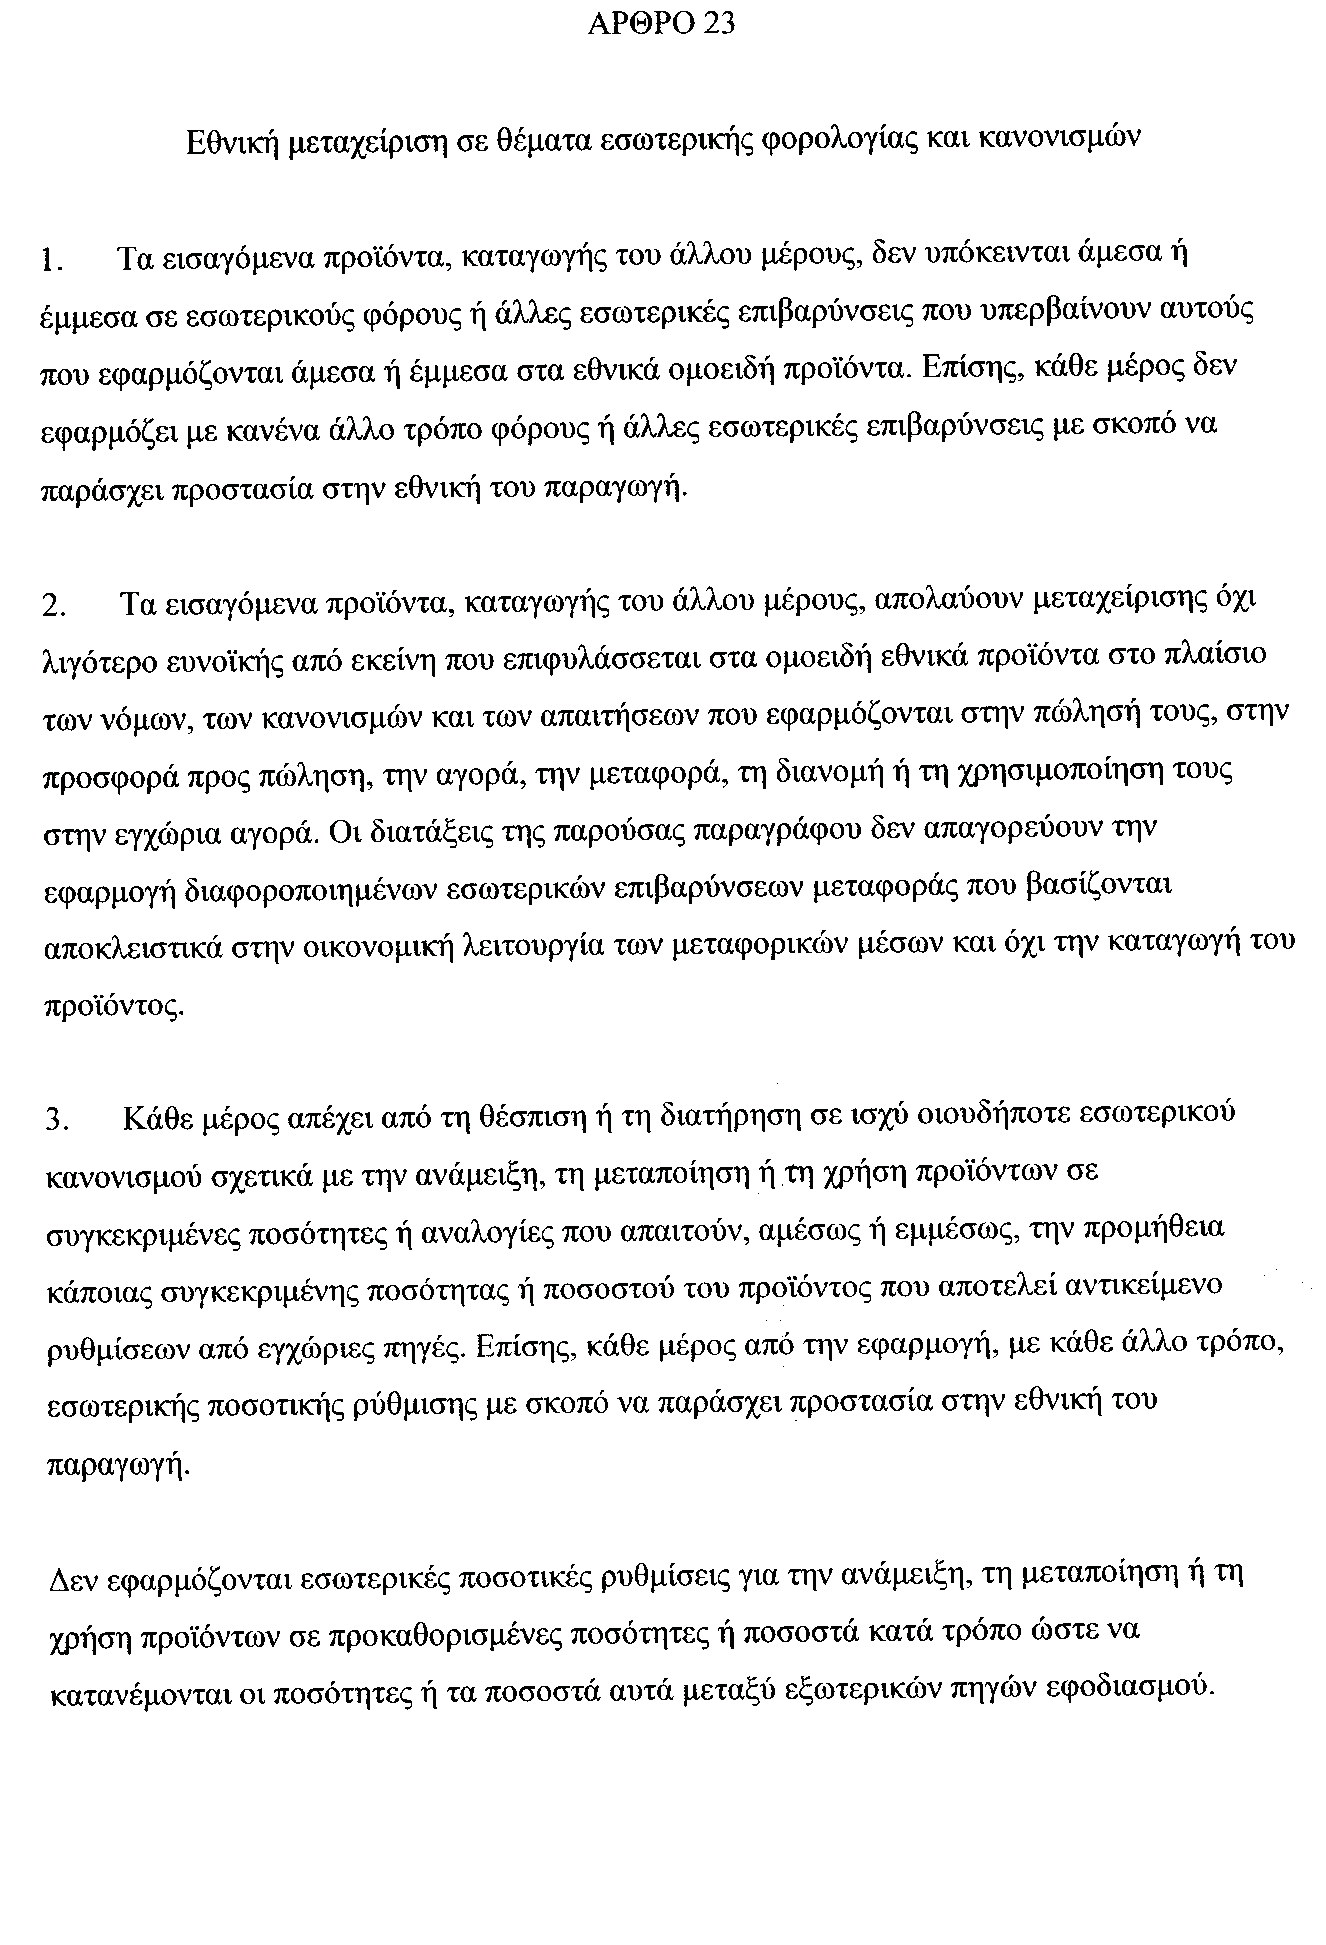 ΑΡΘΡΟ 23
Εθνική μεταχείριση σε θέματα εσωτερικής φορολογίας και κανονισμών
1. Τα εισαγόμενα προϊόντα, καταγωγής του άλλου μέρους, δεν υπόκεινται άμεσα ή
έμμεσα σε εσωτερικούς φόρους ή άλλες εσωτερικές επιβαρύνσεις που υπερβαίνουν αυτούς
που εφαρμόζονται άμεσα ή έμμεσα στα εθνικά ομοειδή προϊόντα. Επίσης, κάθε μέρος δεν
εφαρμόζει με κανένα άλλο τρόπο φόρους ή άλλες εσωτερικές επιβαρύνσεις με σκοπό να
παράσχει προστασία στην εθνική του παραγωγή.
2. Τα εισαγόμενα προϊόντα, καταγωγής του άλλου μέρους, απολαύουν μεταχείρισης όχι
λιγότερο ευνοϊκής από εκείνη που επιφυλάσσεται στα ομοειδή εθνικά προϊόντα στο πλαίσιο
των νόμων, των κανονισμών και των απαιτήσεων που εφαρμόζονται στην πώλησή τους, στην
προσφορά προς πώληση, την αγορά, την μεταφορά, τη διανομή ή τη χρησιμοποίηση τους
στην εγχώρια αγορά. Οι διατάξεις της παρούσας παραγράφου δεν απαγορεύουν την
εφαρμογή διαφοροποιημένων εσωτερικών επιβαρύνσεων μεταφοράς που βασίζονται
αποκλειστικά στην οικονομική λειτουργία των μεταφορικών μέσων και όχι την καταγωγή του
προϊόντος.
3. Κάθε μέρος απέχει από τη θέσπιση ή τη διατήρηση σε ισχύ οιουδήποτε εσωτερικού
κανονισμού σχετικά με την ανάμειξη, τη μεταποίηση ή τη χρήση προϊόντων σε
συγκεκριμένες ποσότητες ή αναλογίες που απαιτούν, αμέσως ή εμμέσως, την προμήθεια
κάποιας συγκεκριμένης ποσότητας ή ποσοστού του προϊόντος που αποτελεί αντικείμενο
ρυθμίσεων από εγχώριες πηγές. Επίσης, κάθε μέρος από την εφαρμογή, με κάθε άλλο τρόπο,
εσωτερικής ποσοτικής ρύθμισης με σκοπό να παράσχει προστασία στην εθνική του
παραγωγή.
Δεν εφαρμόζονται εσωτερικές ποσοτικές ρυθμίσεις για την ανάμειξη, τη μεταποίηση ή τη
χρήση προϊόντων σε προκαθορισμένες ποσότητες ή ποσοστά κατά τρόπο ώστε να
κατανέμονται οι ποσότητες ή τα ποσοστά αυτά μεταξύ εξωτερικών πηγών εφοδιασμού.